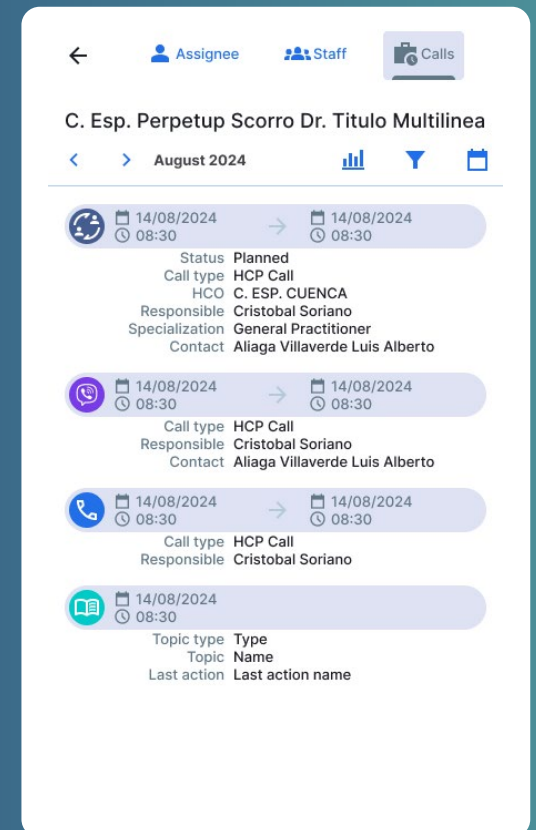 Assignee Staff Calls
C. Esp. Perpetup Scorro Dr. Titulo Multilinea
August 2024
14/08/2024 14/08/2024
08:30 08:30
Status Planned
Call type HCP Call
HCO C. ESP. CUENCA
Responsible Cristobal Soriano
Specialization General Practitioner
Contact Aliaga Villaverde Luis Alberto
14/08/2024 14/08/2024
08:30 08:30
Call type HCP Call
Responsible Cristobal Soriano
Contact Aliaga Villaverde Luis Alberto
14/08/2024 14/08/2024
08:30 08:30
Call type HCP Call
Responsible Cristobal Soriano
14/08/2024
08:30
Topic type Type
Topic Name
Last action Last action name